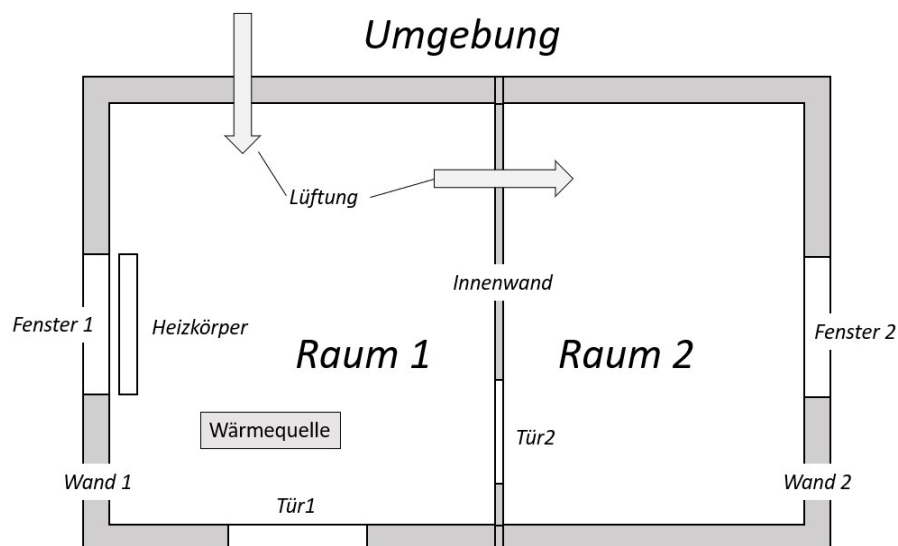 Umgebung
Lüftung
Innenwand
Fenster 1
Heizkörper
Fenster 2
Raum 1
Raum 2
Wärmequelle
Tür2
Wand 1
Wand 2
Tür1